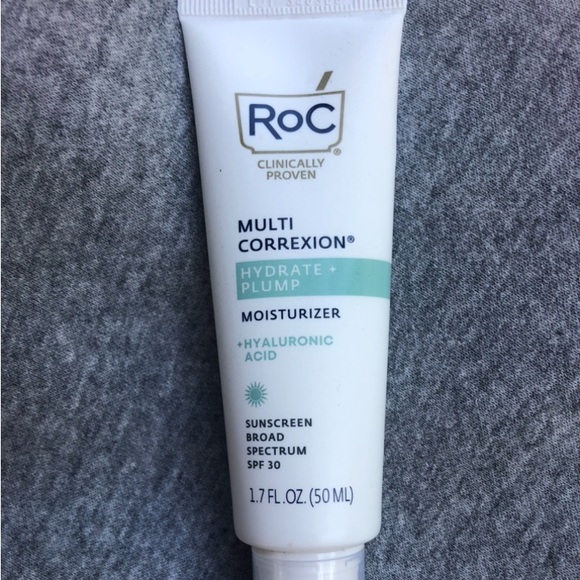 RoC®
CLINICALLY
PROVEN
MULTI
CORREXION®
HYDRATE +
PLUMP
MOISTURIZER
+HYALURONIC
ACID
SUNSCREEN
BROAD
SPECTRUM
SPF 30
1.7 FL.OZ.(50 ML)